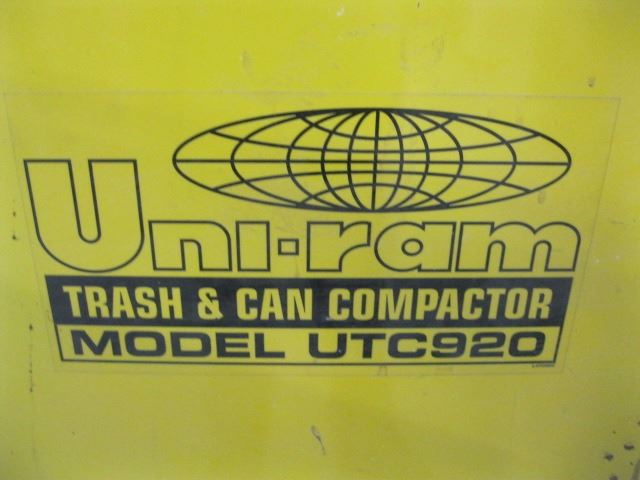 Uni-ram
TRASH & CAN COMPACTOR
MODEL UTC920